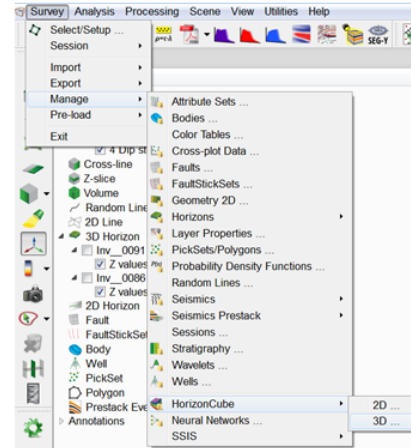 Survey Analysis Processing Scene View Utilities Help
Select/Setup ...
Session
Import
Export
Manage
Pre-load
Exit
SEG-Y
Attribute Sets ...
Bodies ...
Color Tables ...
Cross-plot Data ...
Faults ...
FaultStickSets ...
Geometry 2D ...
Horizons
Layer Properties ...
PickSets/Polygons ...
Probability Density Functions ...
Random Lines ...
Seismics
Seismics Prestack
Sessions ...
Stratigraphy ...
Wavelets ...
Wells ...
HorizonCube
Neural Networks ...
SSIS
2D ...
3D ...
4 Dip st
Cross-line
Z-slice
Volume
Random Line
2D Line
3D Horizon
Inv__0091
Z values
Inv__0086
Z values
2D Horizon
Fault
FaultStickSet
Body
Well
PickSet
Polygon
Prestack Eve
Annotations